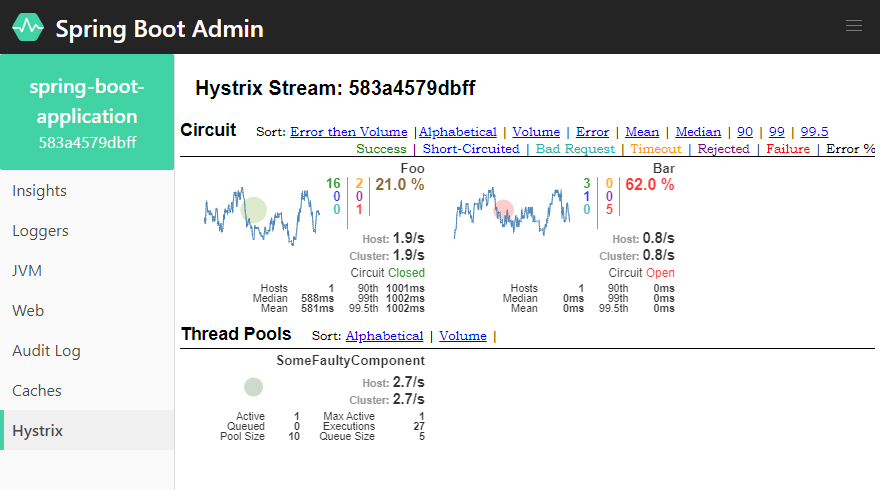 Spring Boot Admin
spring-boot-
application
583a4579dbff
Insights
Loggers
JVM
Web
Audit Log
Caches
Hystrix
Hystrix Stream: 583a4579dbff
Circuit Sort: Error then Volume | Alphabetical | Volume | Error | Mean | Median | 90 | 99 | 99.5
Success | Short-Circuited | Bad Request | Timeout | Rejected | Failure | Error %
Foo
16 2 21.0 %
0 0
0 1
Host: 1.9/s
Cluster: 1.9/s
Circuit Closed
Hosts 1 90th 1001ms
Median 588ms 99th 1002ms
Mean 581ms 99.5th 1002ms
Bar
3 0 62.0 %
1 0
0 5
Host: 0.8/s
Cluster: 0.8/s
Circuit Open
Hosts 1 90th 0ms
Median 0ms 99th 0ms
Mean 0ms 99.5th 0ms
Thread Pools Sort: Alphabetical | Volume |
SomeFaultyComponent
Host: 2.7/s
Cluster: 2.7/s
Active 1 Max Active 1
Queued 0 Executions 27
Pool Size 10 Queue Size 5